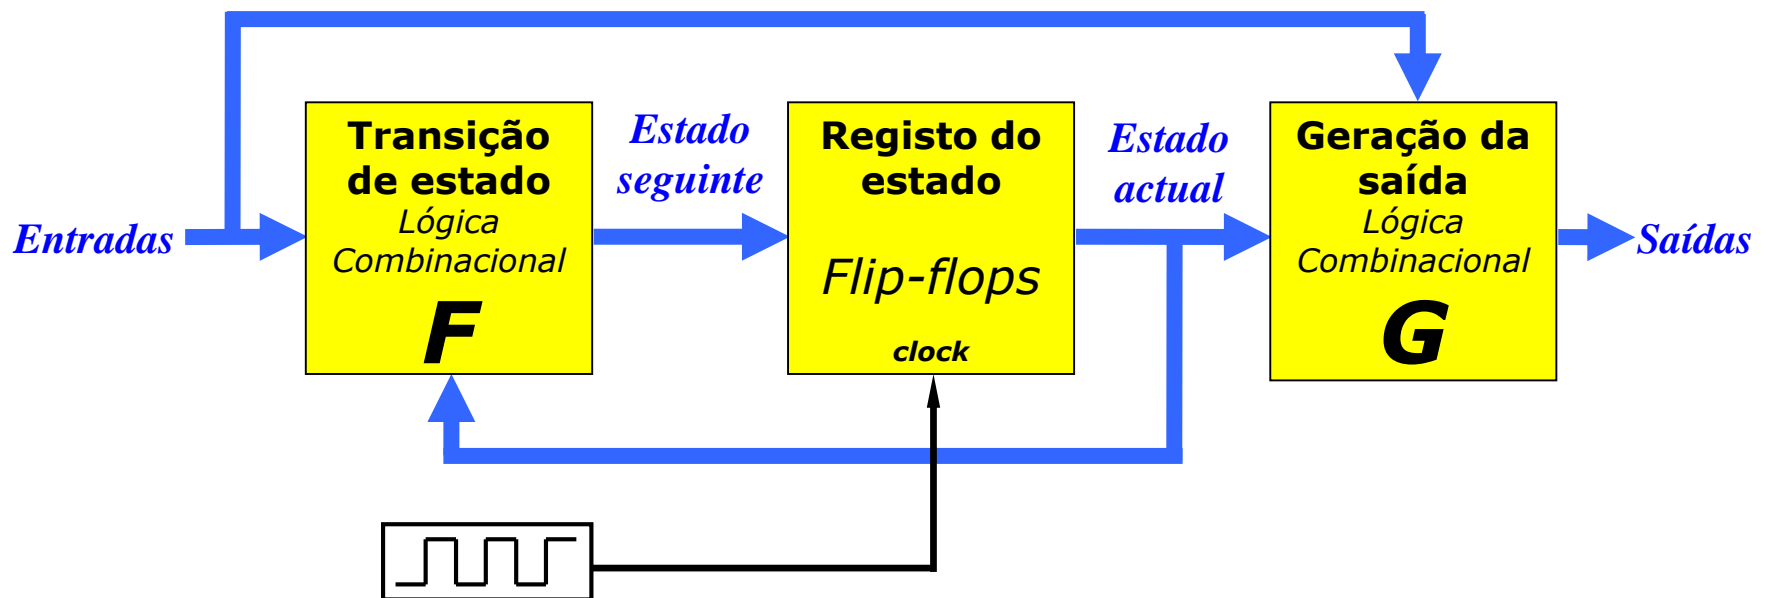 Entradas
Transição
de estado
Lógica
Combinacional
F
Estado
seguinte
Registo do
estado
Flip-flops
clock
Estado
actual
Geração da
saída
Lógica
Combinacional
G
Saídas